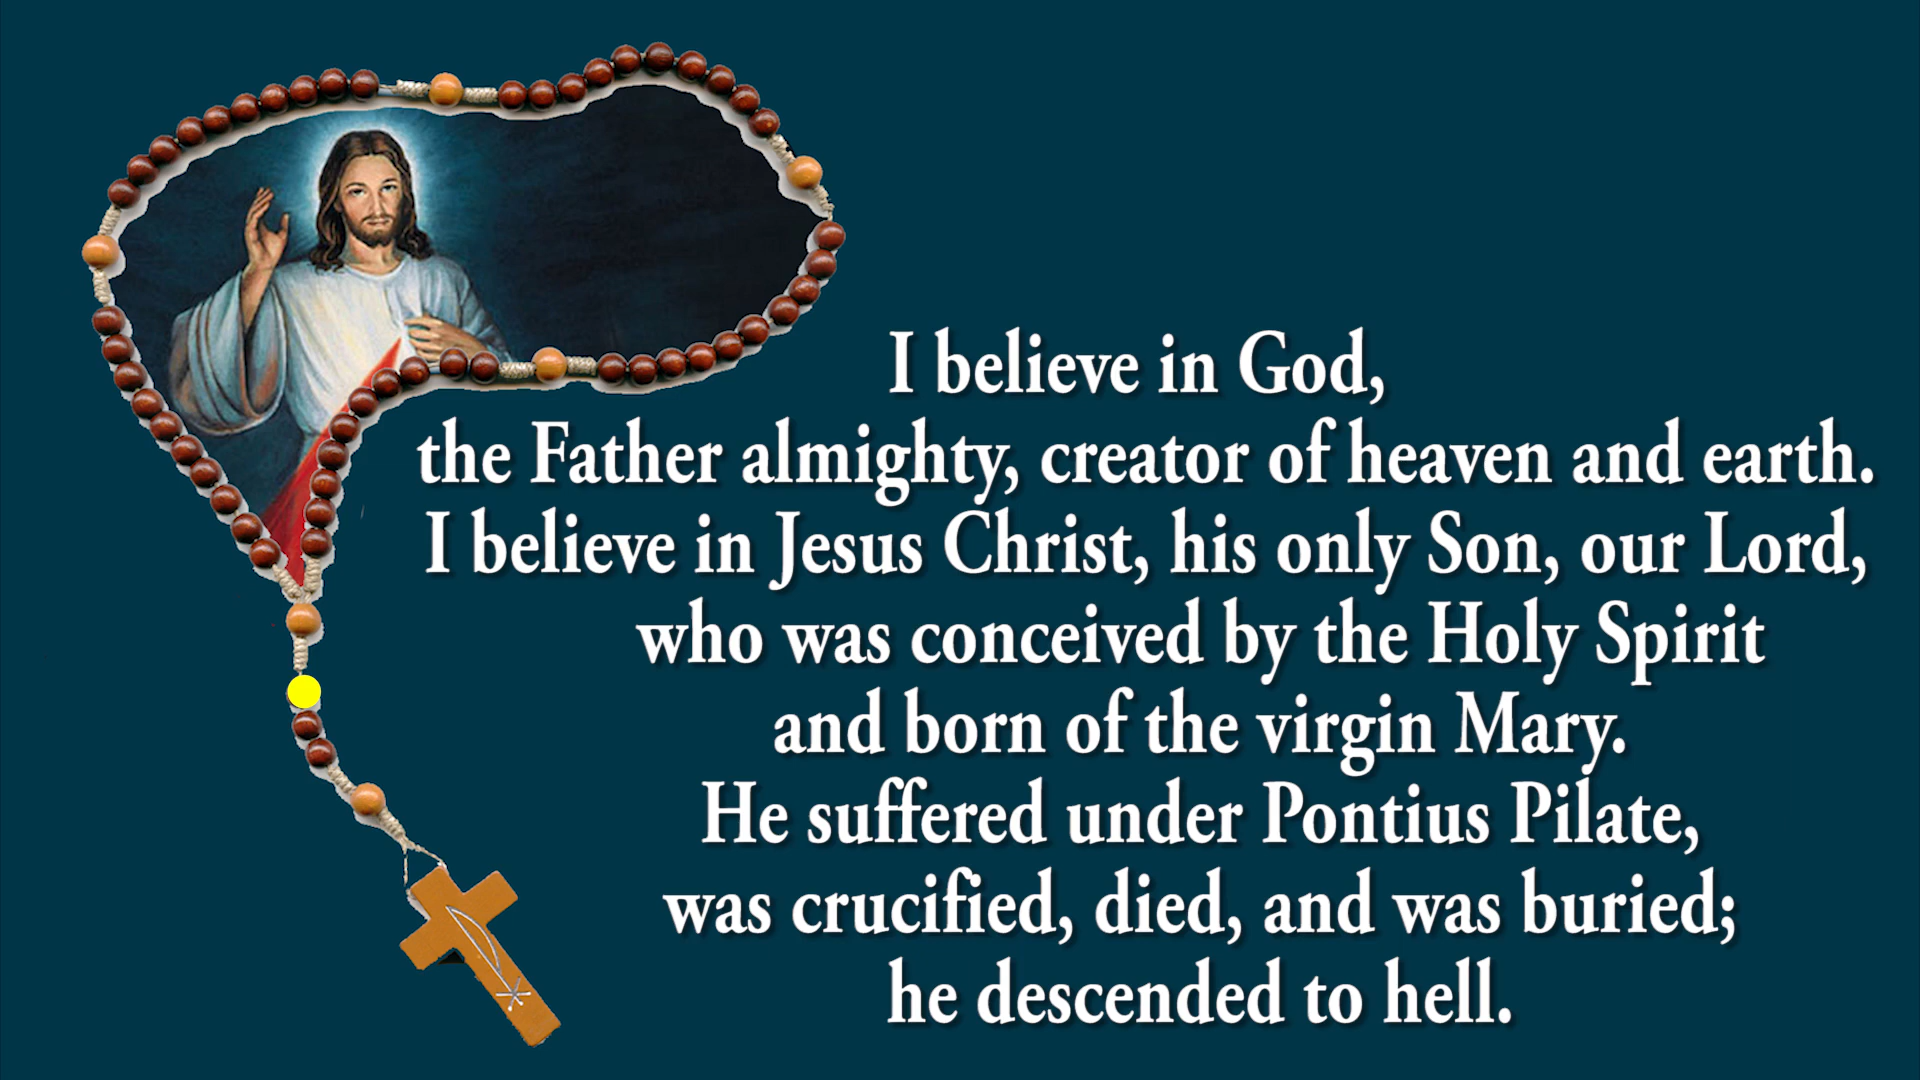 I believe in God,
the Father almighty, creator of heaven and earth.
I believe in Jesus Christ, his only Son, our Lord,
who was conceived by the Holy Spirit
and born of the virgin Mary.
He suffered under Pontius Pilate,
was crucified, died, and was buried;
he descended to hell.